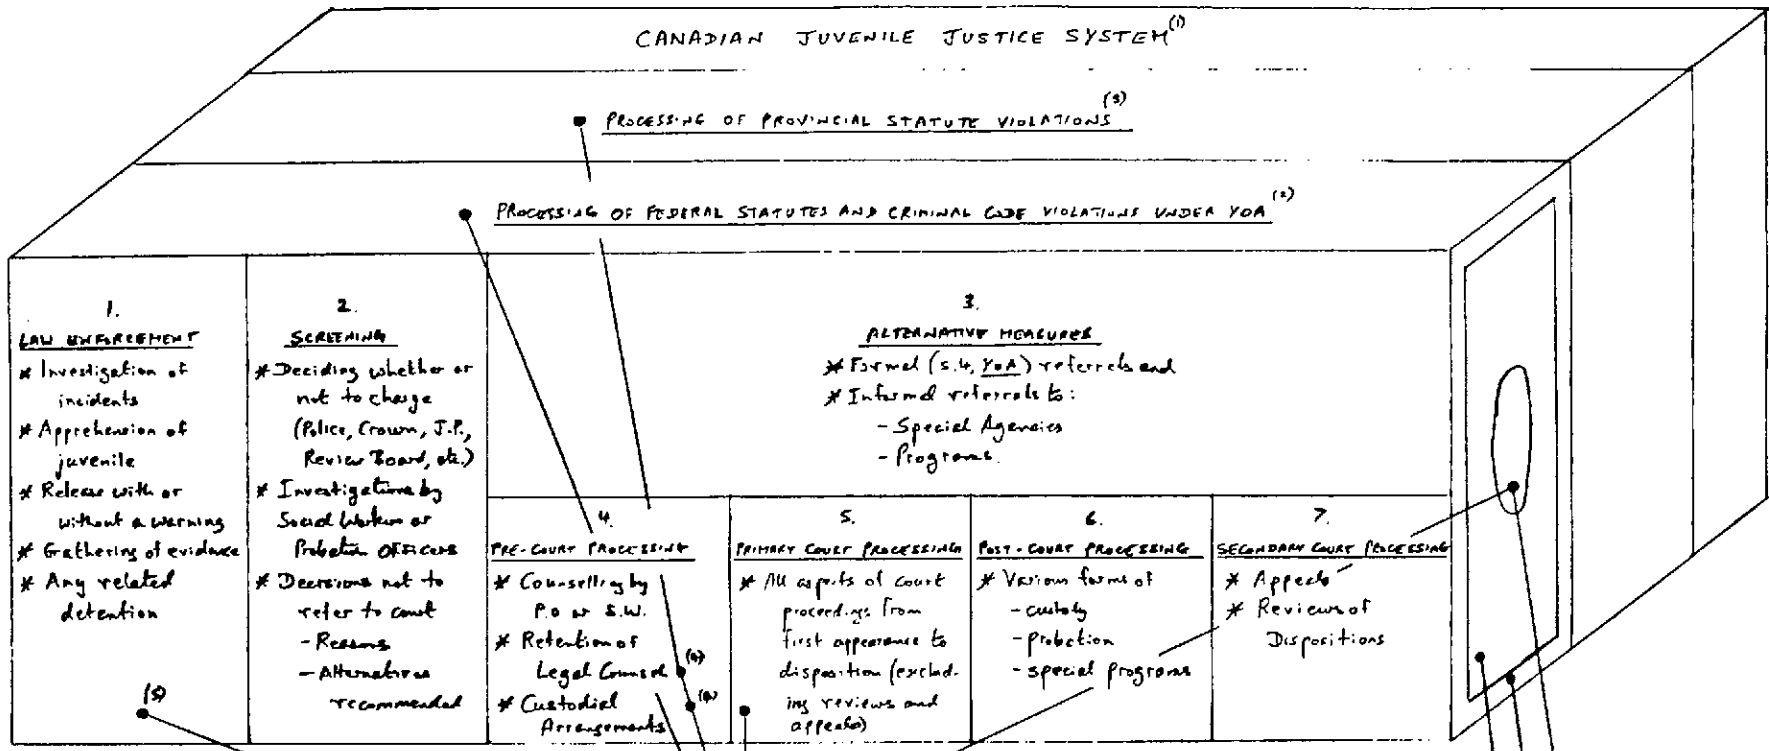 CANADIAN JUVENILE JUSTICE SYSTEM (1)
PROCESSING OF PROVINCIAL STATUTE VIOLATIONS (3)
PROCESSING OF FEDERAL STATUTES AND CRIMINAL CODE VIOLATIONS UNDER YOA (2)
1.
LAW ENFORCEMENT
* Investigation of
incidents
* Apprehension of
juvenile
* Release with or
without a warning
* Gathering of evidence
* Any related
detention
(5)
2.
SCREENING
* Deciding whether or
not to charge
(Police, Crown, J.P.,
Review Board, etc.)
* Investigations by
Social Workers or
Probation Officers
* Decisions not to
refer to court
- Reasons
- Alternatives
recommended
3.
ALTERNATIVE MEASURES
* Formal (s.4, YOA) referrals and
* Informal referrals to:
- Special Agencies
- Programs.
4.
PRE-COURT PROCESSING
* Counselling by
P.O or S.W.
* Retention of
Legal Counsel
* Custodial
Arrangements
5.
PRIMARY COURT PROCESSING
* All aspects of court
proceedings from
first appearance to
disposition (exclud-
ing reviews and
appeals)
6.
POST-COURT PROCESSING
* Various forms of
- custody
- probation
- special programs
7.
SECONDARY COURT PROCESSING
* Appeals
* Reviews of
Dispositions